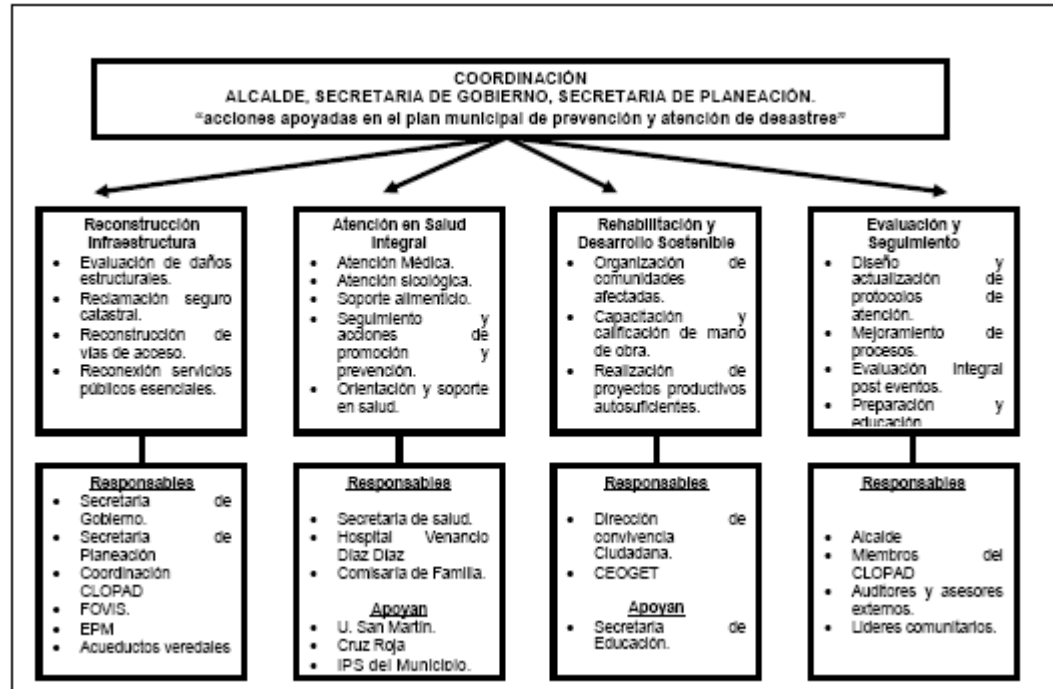 COORDINACIÓN
ALCALDE, SECRETARIA DE GOBIERNO, SECRETARIA DE PLANEACIÓN.
“acciones apoyadas en el plan municipal de prevención y atención de desastres”
Reconstrucción
Infraestructura
• Evaluación de daños
estructurales.
• Reclamación seguro
catastral.
• Reconstrucción de
vías de acceso.
• Reconexión servicios
públicos esenciales.
Responsables
• Secretaria de
Gobierno.
• Secretaria de
Planeación
• Coordinación
CLOPAD
• FOVIS.
• EPM
• Acueductos veredales
Atención en Salud
Integral
• Atención Médica.
• Atención sicológica.
• Soporte alimenticio.
• Seguimiento y
acciones de
promoción y
prevención.
• Orientación y soporte
en salud.
Responsables
• Secretaria de salud.
• Hospital Venancio
Díaz Díaz
• Comisaría de Familia.
Apoyan
• U. San Martín.
• Cruz Roja
• IPS del Municipio.
Rehabilitación y
Desarrollo Sostenible
• Organización de
comunidades
afectadas.
• Capacitación y
calificación de mano
de obra.
• Realización de
proyectos productivos
autosuficientes.
Responsables
• Dirección de
convivencia
Ciudadana.
• CEOGET
Apoyan
• Secretaria de
Educación.
Evaluación y
Seguimiento
• Diseño y
actualización de
protocolos de
atención.
• Mejoramiento de
procesos.
• Evaluación integral
post eventos.
• Preparación y
educación
Responsables
• Alcalde
• Miembros del
CLOPAD
• Auditores y asesores
externos.
• Lideres comunitarios.